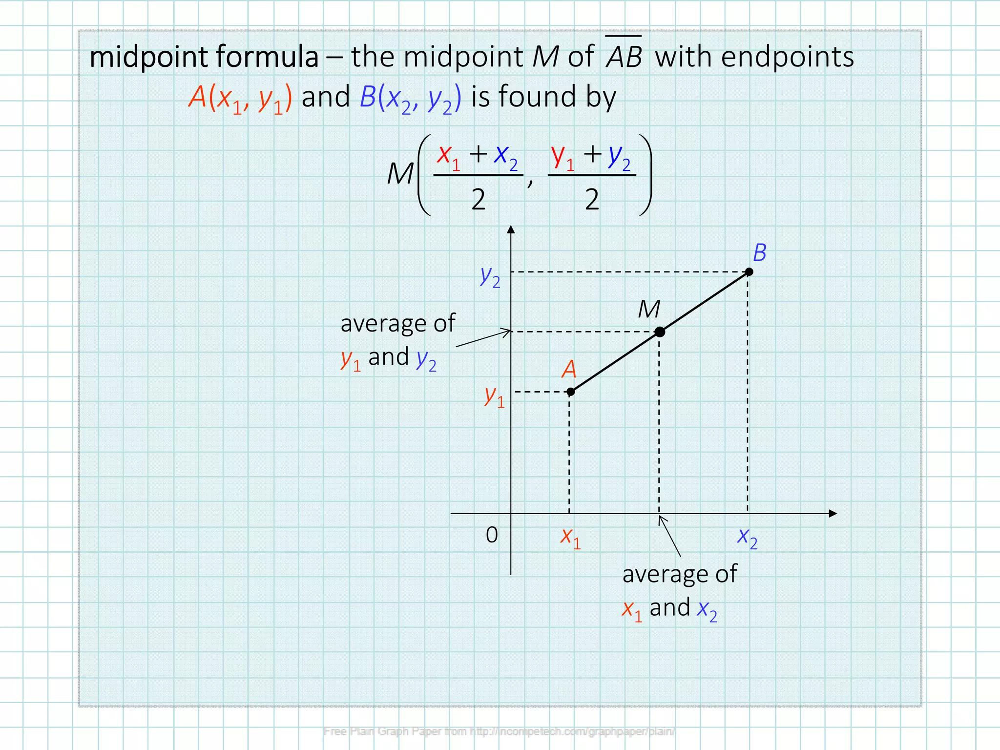 midpoint formula – the midpoint M of A̅B̅ with endpoints
A(x₁, y₁) and B(x₂, y₂) is found by
M( (x₁ + x₂)/2 , (y₁ + y₂)/2 )
B
y₂
M
average of
y₁ and y₂
A
y₁
0
x₁
x₂
average of
x₁ and x₂
Free Plain Graph Paper from http://incompetech.com/graphpaper/plain/